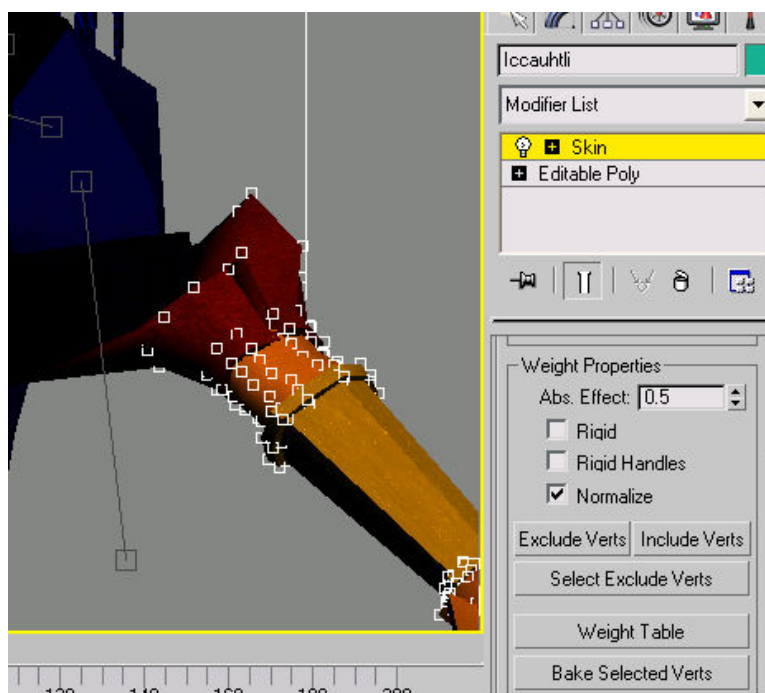 Iccauhtli
Modifier List
Skin
Editable Poly
Weight Properties
Abs. Effect: 0.5
Rigid
Rigid Handles
Normalize
Exclude Verts Include Verts
Select Exclude Verts
Weight Table
Bake Selected Verts
120 140 160 180 200